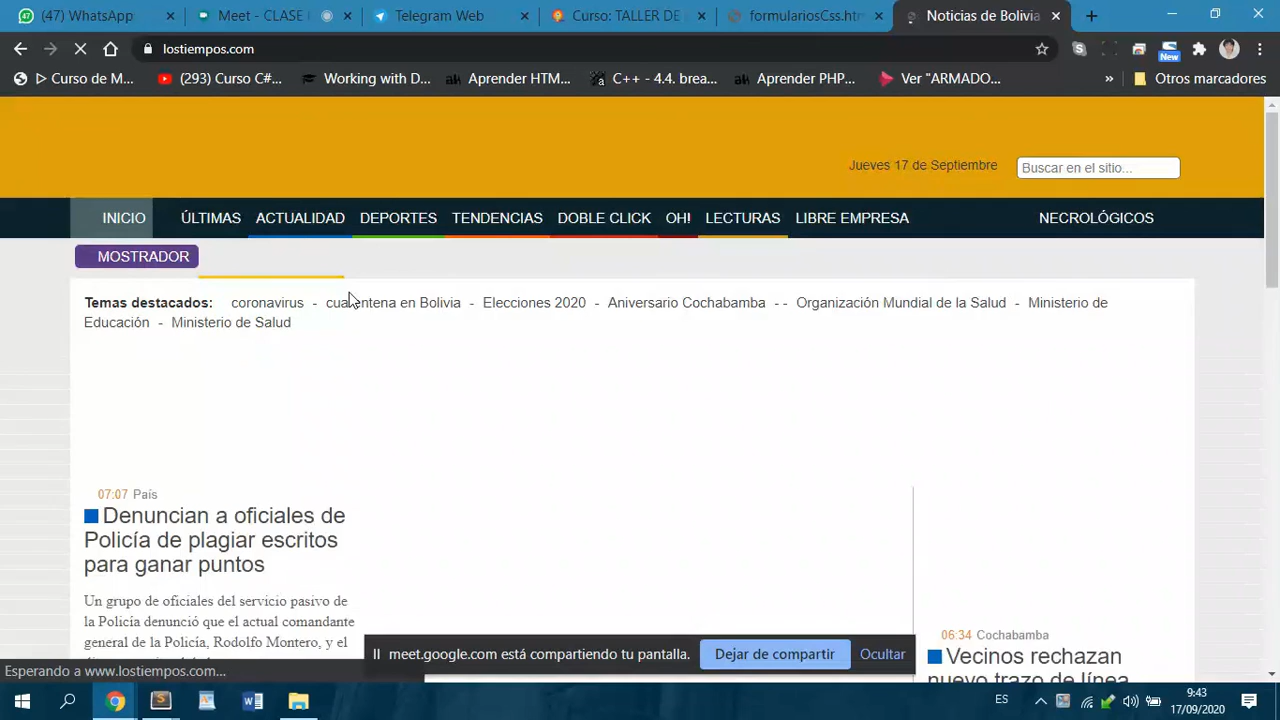 (47) WhatsApp
Meet - CLASE
Telegram Web
Curso: TALLER DE
formulariosCss.htm
Noticias de Bolivia
lostiempos.com
▷ Curso de M...
(293) Curso C#...
Working with D...
Aprender HTM...
C++ - 4.4. brea...
Aprender PHP,...
Ver "ARMADO...
»
Otros marcadores
New
Jueves 17 de Septiembre
Buscar en el sitio...
INICIO
ÚLTIMAS
ACTUALIDAD
DEPORTES
TENDENCIAS
DOBLE CLICK
OH!
LECTURAS
LIBRE EMPRESA
NECROLÓGICOS
MOSTRADOR
Temas destacados: coronavirus - cuarentena en Bolivia - Elecciones 2020 - Aniversario Cochabamba - - Organización Mundial de la Salud - Ministerio de
Educación - Ministerio de Salud
07:07 País
Denuncian a oficiales de
Policía de plagiar escritos
para ganar puntos
Un grupo de oficiales del servicio pasivo de
la Policía denunció que el actual comandante
general de la Policía, Rodolfo Montero, y el
06:34 Cochabamba
Vecinos rechazan
nuevo trazo de línea
meet.google.com está compartiendo tu pantalla.
Dejar de compartir
Ocultar
Esperando a www.lostiempos.com...
ES
9:43
17/09/2020